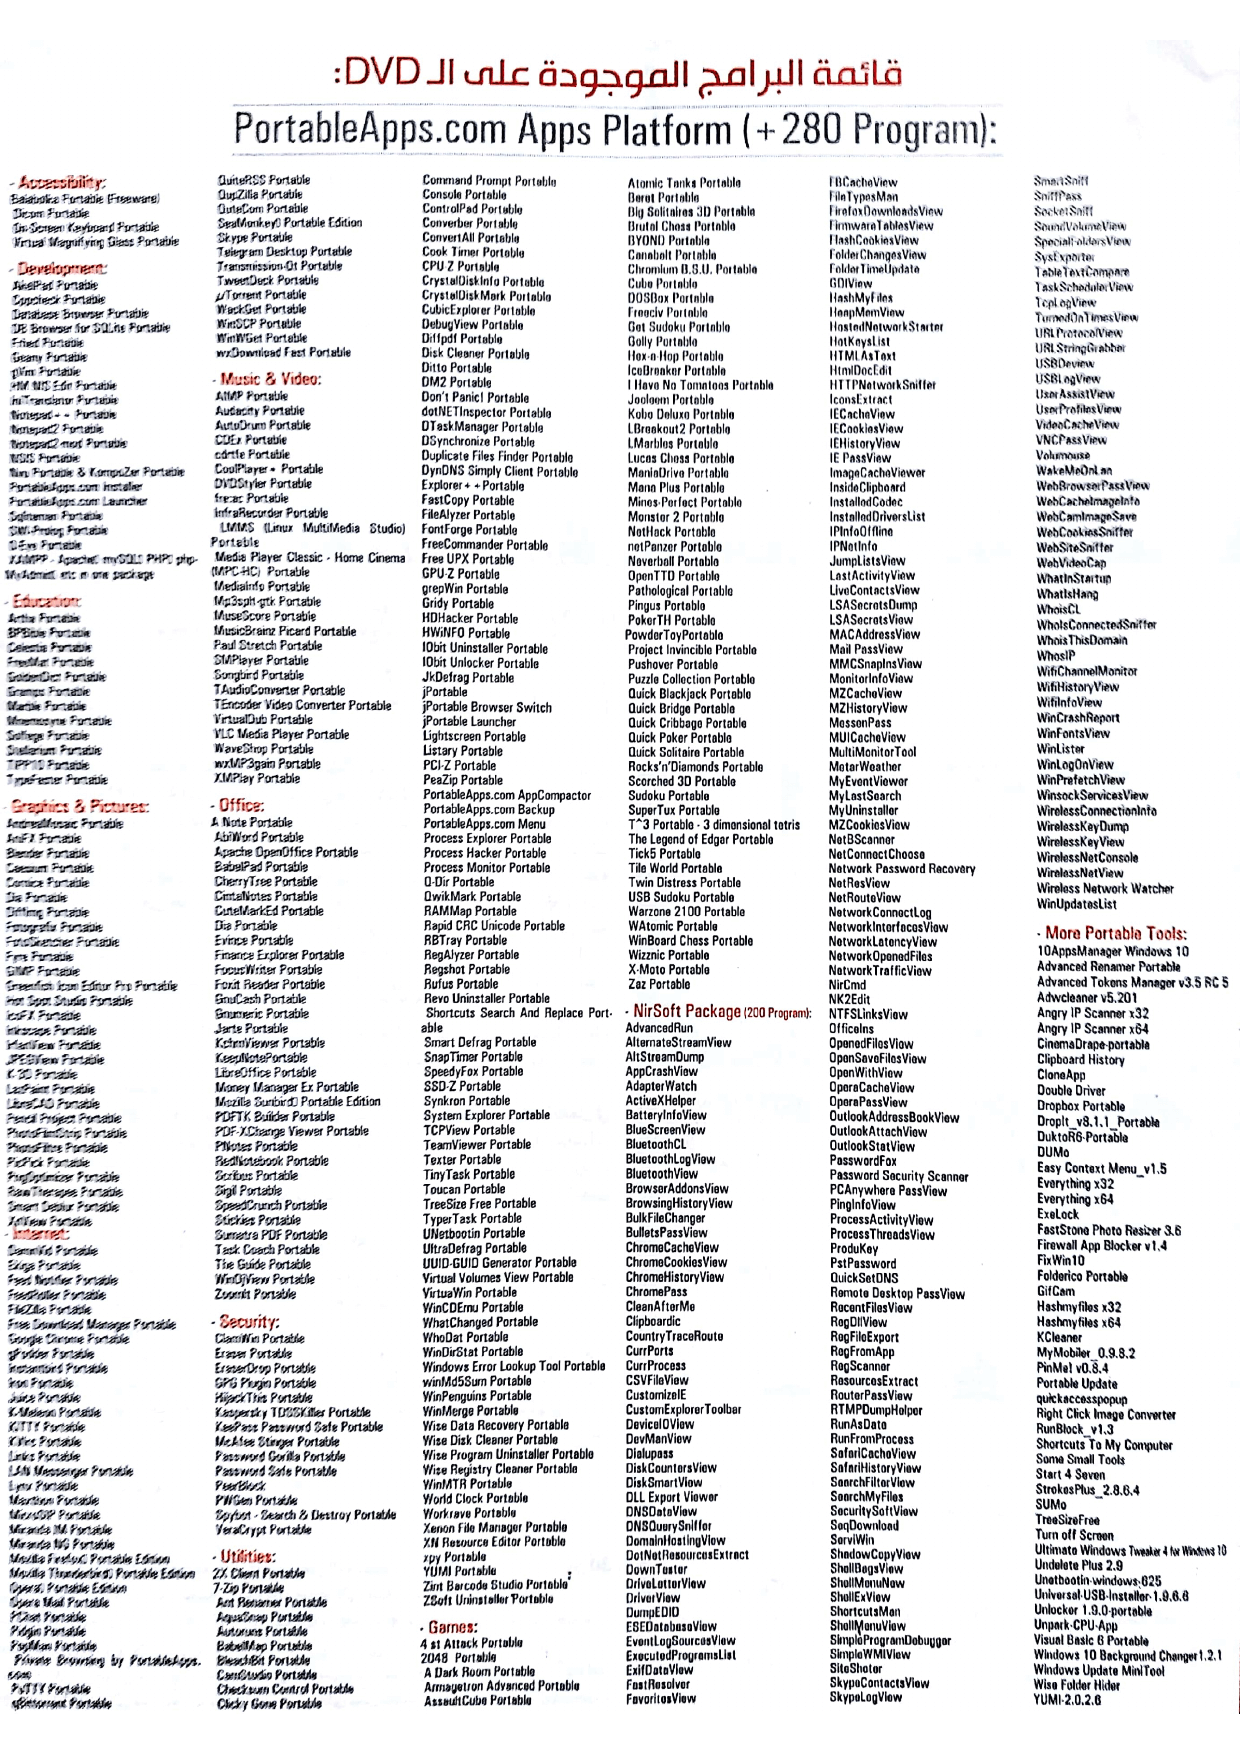 قائمة البرامج الموجودة على الـ DVD:
PortableApps.com Apps Platform (+280 Program):
- Accessibility:
Balabolka Portable (Freeware)
Dicom Portable
On-Screen Keyboard Portable
Virtual Magnifying Glass Portable
- Development:
AkelPad Portable
Cppcheck Portable
Database Browser Portable
DB Browser for SQLite Portable
Frhed Portable
Geany Portable
gVim Portable
HM NIS Edit Portable
Notepad++ Portable
Notepad2 Portable
Notepad2-mod Portable
NSIS Portable
Nvu Portable & KompoZer Portable
PortableApps.com Installer
PortableApps.com Launcher
SWI-Prolog Portable
XAMPP - Apache, mySQL, PHP, php-
MyAdmin, etc in one package
- Education:
Artha Portable
BPBible Portable
Celestia Portable
FreeMat Portable
GoldenDict Portable
Gramps Portable
Marble Portable
Mnemosyne Portable
Solfege Portable
Stellarium Portable
TIPP10 Portable
TypeFaster Portable
- Graphics & Pictures:
AndreaMosaic Portable
AniFX Portable
Blender Portable
Caesium Portable
Cornice Portable
Dia Portable
DiffImg Portable
Fotografix Portable
FotoSketcher Portable
Fyre Portable
GIMP Portable
Greenfish Icon Editor Pro Portable
Hot Spot Studio Portable
IcoFX Portable
Inkscape Portable
IrfanView Portable
JPEGView Portable
K-3D Portable
LazPaint Portable
LibreCAD Portable
Pencil Project Portable
PhotoFilmStrip Portable
PhotoFiltre Portable
PicPick Portable
PngOptimizer Portable
RawTherapee Portable
Smart Deblur Portable
XnView Portable
- Internet:
Feed Notifier Portable
FeedRoller Portable
FileZilla Portable
Free Download Manager Portable
Google Chrome Portable
gFolder Portable
Instantbird Portable
Iron Portable
Juice Portable
K-Meleon Portable
KiTTY Portable
KVIrc Portable
Links Portable
LAN Messenger Portable
Lynx Portable
Maxthon Portable
MicroSIP Portable
Miranda IM Portable
Miranda NG Portable
Mozilla Firefox, Portable Edition
Mozilla Thunderbird, Portable Edition
Opera, Portable Edition
Opera Mail Portable
PChat Portable
Pidgin Portable
PopMan Portable
Private Browsing by PortableApps.
com
PuTTY Portable
qBittorrent Portable
QuiteRSS Portable
QupZilla Portable
QuteCom Portable
SeaMonkey, Portable Edition
Skype Portable
Telegram Desktop Portable
Transmission-Qt Portable
TweetDeck Portable
µTorrent Portable
WackGet Portable
WinSCP Portable
WinWGet Portable
wxDownload Fast Portable
- Music & Video:
AIMP Portable
Audacity Portable
AutoDrum Portable
CDEx Portable
cdrtfe Portable
CoolPlayer+ Portable
DVDStyler Portable
fre:ac Portable
InfraRecorder Portable
LMMS (Linux MultiMedia Studio)
Portable
Media Player Classic - Home Cinema
(MPC-HC) Portable
MediaInfo Portable
Mp3splt-gtk Portable
MuseScore Portable
MusicBrainz Picard Portable
Paul Stretch Portable
SMPlayer Portable
Songbird Portable
TAudioConverter Portable
TEncoder Video Converter Portable
VirtualDub Portable
VLC Media Player Portable
WaveShop Portable
wxMP3gain Portable
XMPlay Portable
- Office:
A Note Portable
AbiWord Portable
Apache OpenOffice Portable
BabelPad Portable
CherryTree Portable
CintaNotes Portable
CuteMarkEd Portable
Dia Portable
Evince Portable
Finance Explorer Portable
FocusWriter Portable
Foxit Reader Portable
GnuCash Portable
Gnumeric Portable
Jarte Portable
KchmViewer Portable
KeepNotePortable
LibreOffice Portable
Money Manager Ex Portable
Mozilla Sunbird, Portable Edition
PDFTK Builder Portable
PDF-XChange Viewer Portable
PNotes Portable
RedNotebook Portable
Scribus Portable
Sigil Portable
SpeedCrunch Portable
Stickies Portable
Sumatra PDF Portable
Task Coach Portable
The Guide Portable
WinDjView Portable
ZoomIt Portable
- Security:
ClamWin Portable
Eraser Portable
EraserDrop Portable
GPG Plugin Portable
HijackThis Portable
Kaspersky TDSSKiller Portable
KeePass Password Safe Portable
McAfee Stinger Portable
Password Gorilla Portable
Password Safe Portable
PeerBlock
PWGen Portable
Spybot - Search & Destroy Portable
VeraCrypt Portable
- Utilities:
2X Client Portable
7-Zip Portable
Ant Renamer Portable
AquaSnap Portable
Autoruns Portable
BabelMap Portable
BleachBit Portable
CamStudio Portable
Checksum Control Portable
Clicky Gone Portable
Command Prompt Portable
Console Portable
ControlPad Portable
Converber Portable
ConvertAll Portable
Cook Timer Portable
CPU-Z Portable
CrystalDiskInfo Portable
CrystalDiskMark Portable
CubicExplorer Portable
DebugView Portable
Diffpdf Portable
Disk Cleaner Portable
Ditto Portable
DM2 Portable
Don't Panic! Portable
dotNETInspector Portable
DTaskManager Portable
DSynchronize Portable
Duplicate Files Finder Portable
DynDNS Simply Client Portable
Explorer++Portable
FastCopy Portable
FileAlyzer Portable
FontForge Portable
FreeCommander Portable
Free UPX Portable
GPU-Z Portable
grepWin Portable
Gridy Portable
HDHacker Portable
HWiNFO Portable
IObit Uninstaller Portable
IObit Unlocker Portable
JkDefrag Portable
jPortable
jPortable Browser Switch
jPortable Launcher
Lightscreen Portable
Listary Portable
PCI-Z Portable
PeaZip Portable
PortableApps.com AppCompactor
PortableApps.com Backup
PortableApps.com Menu
Process Explorer Portable
Process Hacker Portable
Process Monitor Portable
Q-Dir Portable
QwikMark Portable
RAMMap Portable
Rapid CRC Unicode Portable
RBTray Portable
RegAlyzer Portable
Regshot Portable
Rufus Portable
Revo Uninstaller Portable
Shortcuts Search And Replace Port-
able
Smart Defrag Portable
SnapTimer Portable
SpeedyFox Portable
SSD-Z Portable
Synkron Portable
System Explorer Portable
TCPView Portable
TeamViewer Portable
Texter Portable
TinyTask Portable
Toucan Portable
TreeSize Free Portable
TyperTask Portable
UNetbootin Portable
UltraDefrag Portable
UUID-GUID Generator Portable
Virtual Volumes View Portable
VirtuaWin Portable
WinCDEmu Portable
WhatChanged Portable
WhoDat Portable
WinDirStat Portable
Windows Error Lookup Tool Portable
winMd5Sum Portable
WinPenguins Portable
WinMerge Portable
Wise Data Recovery Portable
Wise Disk Cleaner Portable
Wise Program Uninstaller Portable
Wise Registry Cleaner Portable
WinMTR Portable
World Clock Portable
Workrave Portable
Xenon File Manager Portable
XN Resource Editor Portable
xpy Portable
YUMI Portable
Zint Barcode Studio Portable
ZSoft Uninstaller Portable
- Games:
4 st Attack Portable
2048 Portable
A Dark Room Portable
Armagetron Advanced Portable
AssaultCube Portable
Atomic Tanks Portable
Beret Portable
Big Solitaires 3D Portable
Brutal Chess Portable
BYOND Portable
Canabalt Portable
Chromium B.S.U. Portable
Cubo Portable
DOSBox Portable
Freeciv Portable
Get Sudoku Portable
Golly Portable
Hex-a-Hop Portable
IceBreaker Portable
I Have No Tomatoes Portable
Jooleem Portable
Kobo Deluxe Portable
LBreakout2 Portable
LMarbles Portable
Lucas Chess Portable
ManiaDrive Portable
Mano Plus Portable
Mines-Perfect Portable
Monster 2 Portable
NetHack Portable
netPanzer Portable
Neverball Portable
OpenTTD Portable
Pathological Portable
Pingus Portable
PokerTH Portable
PowderToyPortable
Project Invincible Portable
Pushover Portable
Puzzle Collection Portable
Quick Blackjack Portable
Quick Bridge Portable
Quick Cribbage Portable
Quick Poker Portable
Quick Solitaire Portable
Rocks'n'Diamonds Portable
Scorched 3D Portable
Sudoku Portable
SuperTux Portable
T^3 Portable - 3 dimensional tetris
The Legend of Edgar Portable
Tick5 Portable
Tile World Portable
Twin Distress Portable
USB Sudoku Portable
Warzone 2100 Portable
WAtomic Portable
WinBoard Chess Portable
Wizznic Portable
X-Moto Portable
Zaz Portable
- NirSoft Package (200 Program):
AdvancedRun
AlternateStreamView
AltStreamDump
AppCrashView
AdapterWatch
ActiveXHelper
BatteryInfoView
BlueScreenView
BluetoothCL
BluetoothLogView
BluetoothView
BrowserAddonsView
BrowsingHistoryView
BulkFileChanger
BulletsPassView
ChromeCacheView
ChromeCookiesView
ChromeHistoryView
ChromePass
CleanAfterMe
Clipboardic
CountryTraceRoute
CurrPorts
CurrProcess
CSVFileView
CustomizeIE
CustomExplorerToolbar
DeviceIOView
DevManView
Dialupass
DiskCountersView
DiskSmartView
DLL Export Viewer
DNSDataView
DNSQuerySniffer
DomainHostingView
DotNetResourcesExtract
DownTester
DriveLetterView
DriverView
DumpEDID
ESEDatabaseView
EventLogSourcesView
ExecutedProgramsList
ExifDataView
FastResolver
FavoritesView
FBCacheView
FileTypesMan
FirefoxDownloadsView
FirmwareTablesView
FlashCookiesView
FolderChangesView
FolderTimeUpdate
GDIView
HashMyFiles
HeapMemView
HostedNetworkStarter
HotKeysList
HTMLAsText
HtmlDocEdit
HTTPNetworkSniffer
IconsExtract
IECacheView
IECookiesView
IEHistoryView
IE PassView
ImageCacheViewer
InsideClipboard
InstalledCodec
InstalledDriversList
IPInfoOffline
IPNetInfo
JumpListsView
LastActivityView
LiveContactsView
LSASecretsDump
LSASecretsView
MACAddressView
Mail PassView
MMCSnapInsView
MonitorInfoView
MZCacheView
MZHistoryView
MessenPass
MUICacheView
MultiMonitorTool
MetarWeather
MyEventViewer
MyLastSearch
MyUninstaller
MZCookiesView
NetBScanner
NetConnectChoose
Network Password Recovery
NetResView
NetRouteView
NetworkConnectLog
NetworkInterfacesView
NetworkLatencyView
NetworkOpenedFiles
NetworkTrafficView
NirCmd
NK2Edit
NTFSLinksView
OfficeIns
OpenedFilesView
OpenSaveFilesView
OpenWithView
OperaCacheView
OperaPassView
OutlookAddressBookView
OutlookAttachView
OutlookStatView
PasswordFox
Password Security Scanner
PCAnywhere PassView
PingInfoView
ProcessActivityView
ProcessThreadsView
ProduKey
PstPassword
QuickSetDNS
Remote Desktop PassView
RecentFilesView
RegDllView
RegFileExport
RegFromApp
RegScanner
ResourcesExtract
RouterPassView
RTMPDumpHelper
RunAsDate
RunFromProcess
SafariCacheView
SafariHistoryView
SearchFilterView
SearchMyFiles
SecuritySoftView
SeqDownload
ServiWin
ShadowCopyView
ShellBagsView
ShellMenuNew
ShellExView
ShortcutsMan
ShellMenuView
SimpleProgramDebugger
SimpleWMIView
SiteShoter
SkypeContactsView
SkypeLogView
SmartSniff
SniffPass
SocketSniff
SoundVolumeView
SpecialFoldersView
SysExporter
TableTextCompare
TaskSchedulerView
TcpLogView
TurnedOnTimesView
URLProtocolView
URLStringGrabber
USBDeview
USBLogView
UserAssistView
UserProfilesView
VideoCacheView
VNCPassView
Volumouse
WakeMeOnLan
WebBrowserPassView
WebCacheImageInfo
WebCamImageSave
WebCookiesSniffer
WebSiteSniffer
WebVideoCap
WhatInStartup
WhatIsHang
WhoisCL
WhoIsConnectedSniffer
WhoisThisDomain
WhosIP
WifiChannelMonitor
WifiHistoryView
WifiInfoView
WinCrashReport
WinFontsView
WinLister
WinLogOnView
WinPrefetchView
WinsockServicesView
WirelessConnectionInfo
WirelessKeyDump
WirelessKeyView
WirelessNetConsole
WirelessNetView
Wireless Network Watcher
WinUpdatesList
- More Portable Tools:
10AppsManager Windows 10
Advanced Renamer Portable
Advanced Tokens Manager v3.5 RC 5
Adwcleaner v5.201
Angry IP Scanner x32
Angry IP Scanner x64
CinemaDrape-portable
Clipboard History
CloneApp
Double Driver
Dropbox Portable
DropIt_v8.1.1_Portable
DuktoR6-Portable
DUMo
Easy Context Menu_v1.5
Everything x32
Everything x64
ExeLock
FastStone Photo Resizer 3.6
Firewall App Blocker v1.4
FixWin10
Folderico Portable
GifCam
Hashmyfiles x32
Hashmyfiles x64
KCleaner
MyMobiler_0.9.8.2
PinMe! v0.8.4
Portable Update
quickaccesspopup
Right Click Image Converter
RunBlock_v1.3
Shortcuts To My Computer
Some Small Tools
Start 4 Seven
StrokesPlus_2.8.6.4
SUMo
TreeSizeFree
Turn off Screen
Ultimate Windows Tweaker 4 for Windows 10
Undelete Plus 2.9
Unetbootin-windows-625
Universal-USB-Installer-1.9.6.6
Unlocker 1.9.0-portable
Unpark-CPU-App
Visual Basic 6 Portable
Windows 10 Background Changer1.2.1
Windows Update MiniTool
Wise Folder Hider
YUMI-2.0.2.6